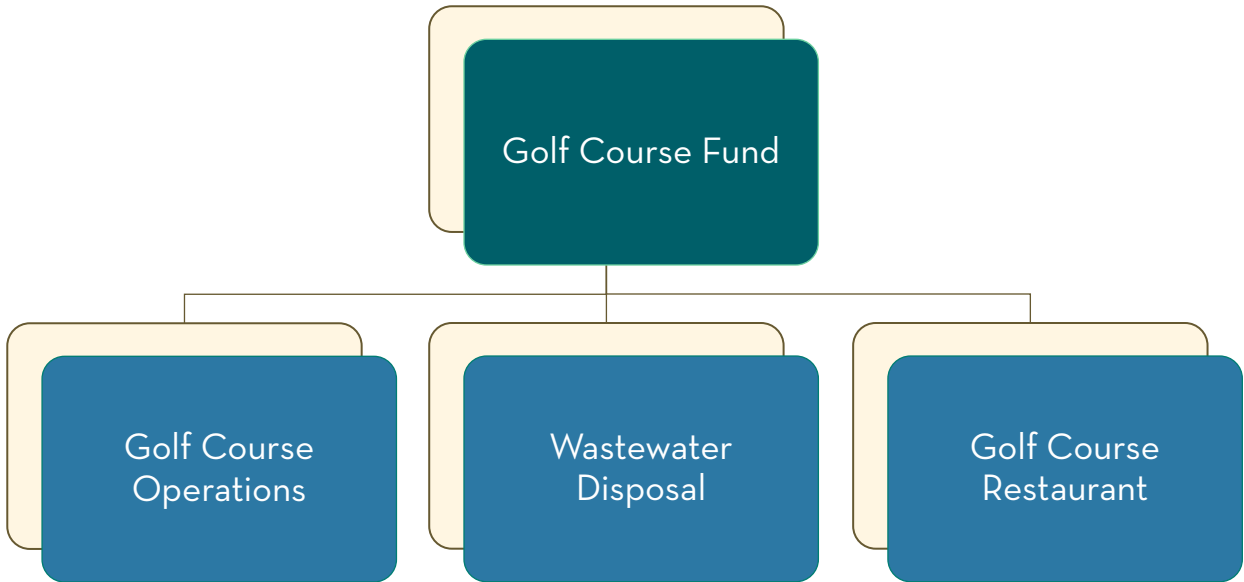 Golf Course Fund
Golf Course
Operations
Wastewater
Disposal
Golf Course
Restaurant